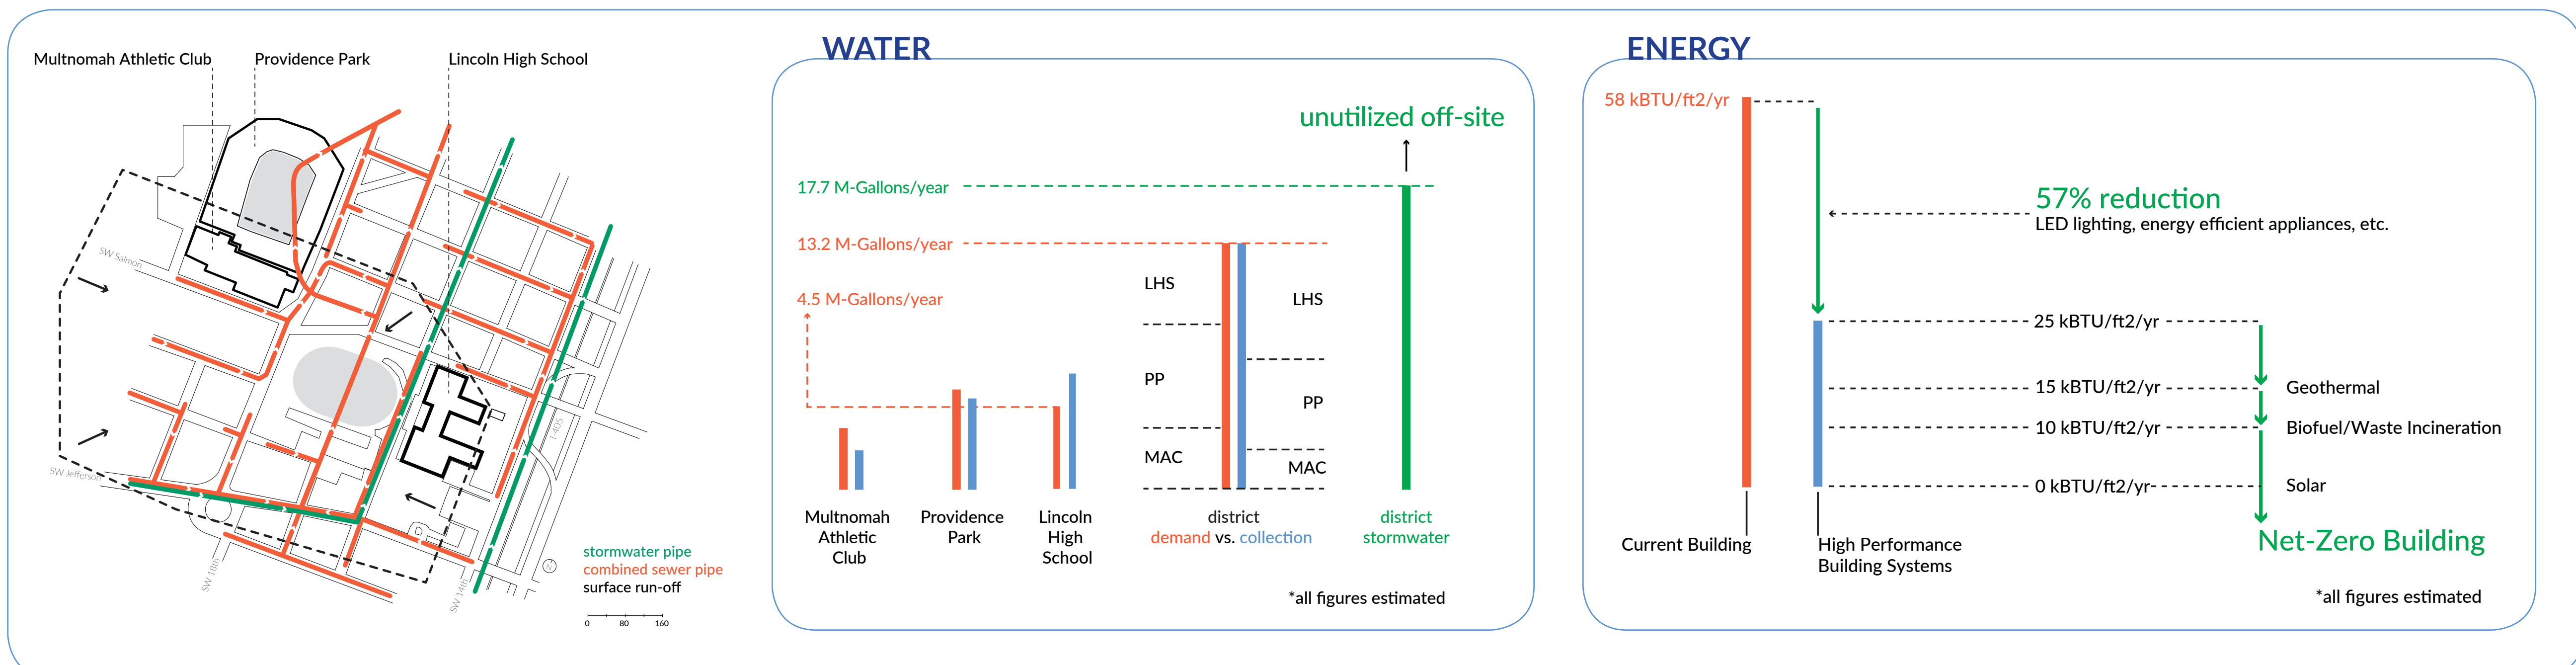 Multnomah Athletic Club
Providence Park
Lincoln High School
SW Salmon
SW Jefferson
SW 18th
SW 14th
I-405
N
stormwater pipe
combined sewer pipe
surface run-off
0 80 160
WATER
unutilized off-site
17.7 M-Gallons/year
13.2 M-Gallons/year
4.5 M-Gallons/year
LHS
PP
MAC
LHS
PP
MAC
Multnomah
Athletic
Club
Providence
Park
Lincoln
High
School
district
demand vs. collection
district
stormwater
*all figures estimated
ENERGY
58 kBTU/ft2/yr
57% reduction
LED lighting, energy efficient appliances, etc.
25 kBTU/ft2/yr
15 kBTU/ft2/yr
Geothermal
10 kBTU/ft2/yr
Biofuel/Waste Incineration
0 kBTU/ft2/yr
Solar
Net-Zero Building
Current Building
High Performance
Building Systems
*all figures estimated